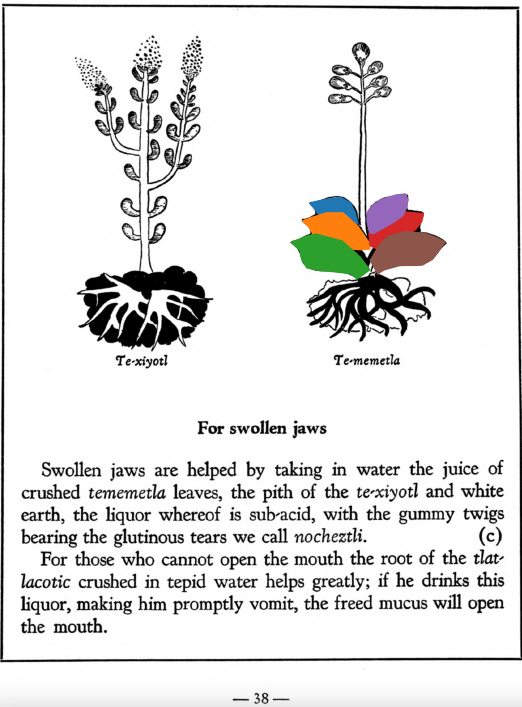 Te-xiyotl
Te-memetla
For swollen jaws
Swollen jaws are helped by taking in water the juice of
crushed tememetla leaves, the pith of the te-xiyotl and white
earth, the liquor whereof is sub-acid, with the gummy twigs
bearing the glutinous tears we call nocheztli. (c)
For those who cannot open the mouth the root of the tlat-
lacotic crushed in tepid water helps greatly; if he drinks this
liquor, making him promptly vomit, the freed mucus will open
the mouth.
— 38 —